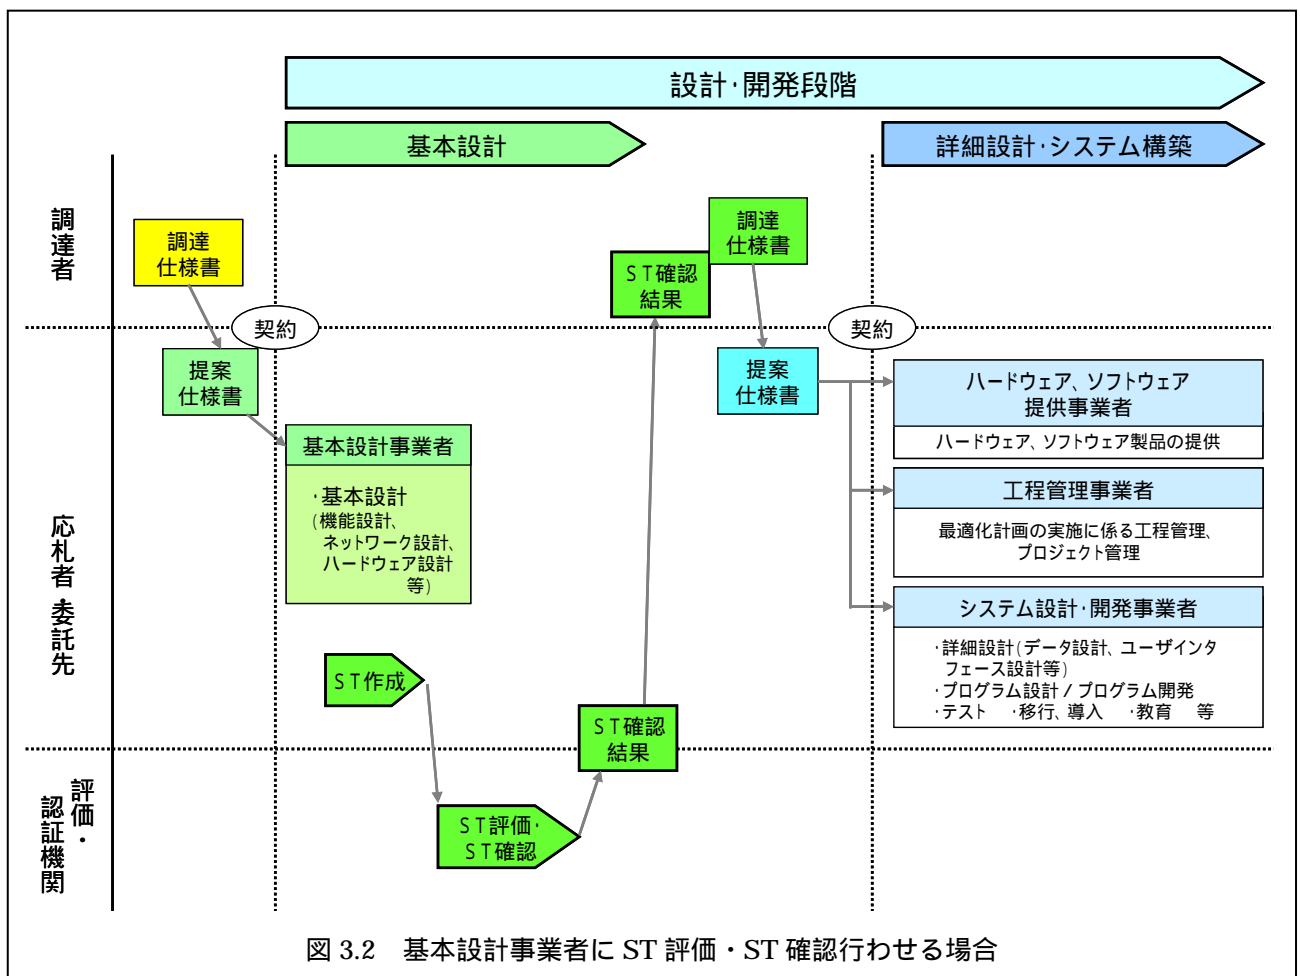 設計･開発段階
基本設計
詳細設計･システム構築
調達者
調達
仕様書
調達
仕様書
ＳＴ確認
結果
契約
契約
応札者・委託先
提案
仕様書
提案
仕様書
基本設計事業者
･基本設計
(機能設計、
ネットワーク設計、
ハードウェア設計
等)
ハードウェア、ソフトウェア
提供事業者
ハードウェア、ソフトウェア製品の提供
工程管理事業者
最適化計画の実施に係る工程管理、
プロジェクト管理
システム設計･開発事業者
･詳細設計(データ設計、ユーザインタ
フェース設計等)
･プログラム設計 / プログラム開発
･テスト　･移行、導入　･教育　等
ＳＴ作成
ＳＴ確認
結果
評価・
認証機関
ＳＴ評価･
ＳＴ確認
図 3.2　基本設計事業者に ST 評価・ST 確認行わせる場合